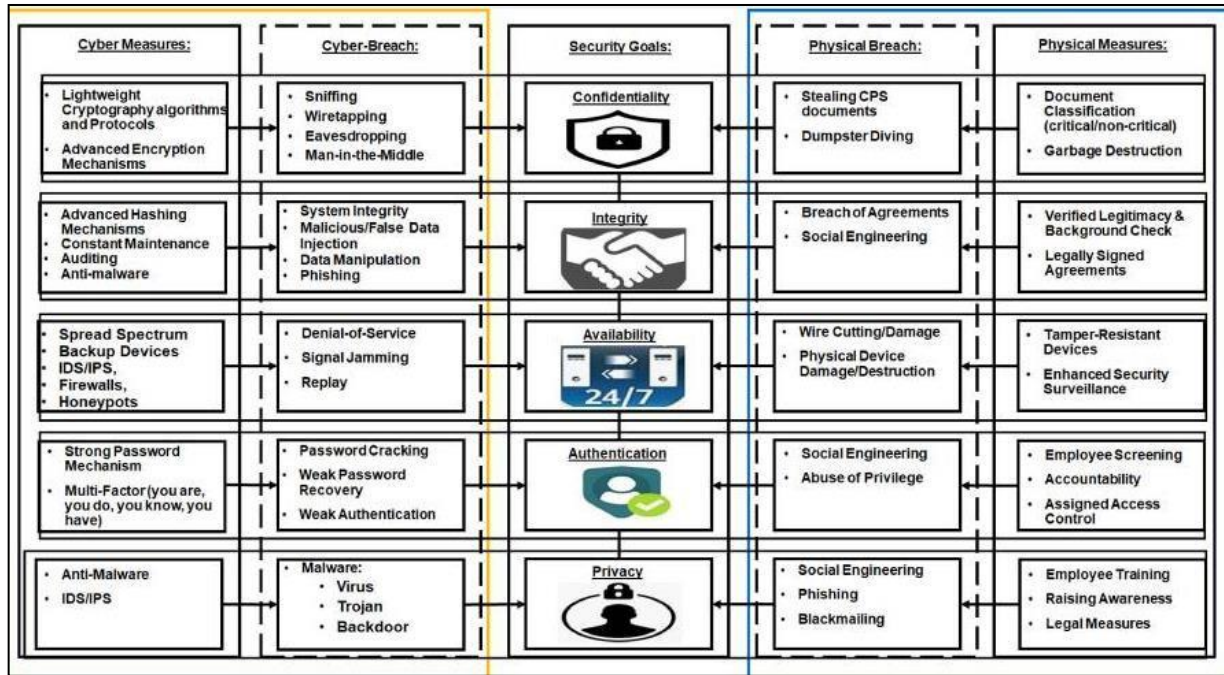 Cyber Measures:
Cyber-Breach:
Security Goals:
Physical Breach:
Physical Measures:
• Lightweight
Cryptography algorithms
and Protocols
• Advanced Encryption
Mechanisms
• Sniffing
• Wiretapping
• Eavesdropping
• Man-in-the-Middle
Confidentiality
• Stealing CPS
documents
• Dumpster Diving
• Document
Classification
(critical/non-critical)
• Garbage Destruction
• Advanced Hashing
Mechanisms
• Constant Maintenance
• Auditing
• Anti-malware
• System Integrity
• Malicious/False Data
Injection
• Data Manipulation
• Phishing
Integrity
• Breach of Agreements
• Social Engineering
• Verified Legitimacy &
Background Check
• Legally Signed
Agreements
• Spread Spectrum
• Backup Devices
• IDS/IPS,
• Firewalls,
• Honeypots
• Denial-of-Service
• Signal Jamming
• Replay
Availability
24/7
• Wire Cutting/Damage
• Physical Device
Damage/Destruction
• Tamper-Resistant
Devices
• Enhanced Security
Surveillance
• Strong Password
Mechanism
• Multi-Factor (you are,
you do, you know, you
have)
• Password Cracking
• Weak Password
Recovery
• Weak Authentication
Authentication
• Social Engineering
• Abuse of Privilege
• Employee Screening
• Accountability
• Assigned Access
Control
• Anti-Malware
• IDS/IPS
• Malware:
• Virus
• Trojan
• Backdoor
Privacy
• Social Engineering
• Phishing
• Blackmailing
• Employee Training
• Raising Awareness
• Legal Measures